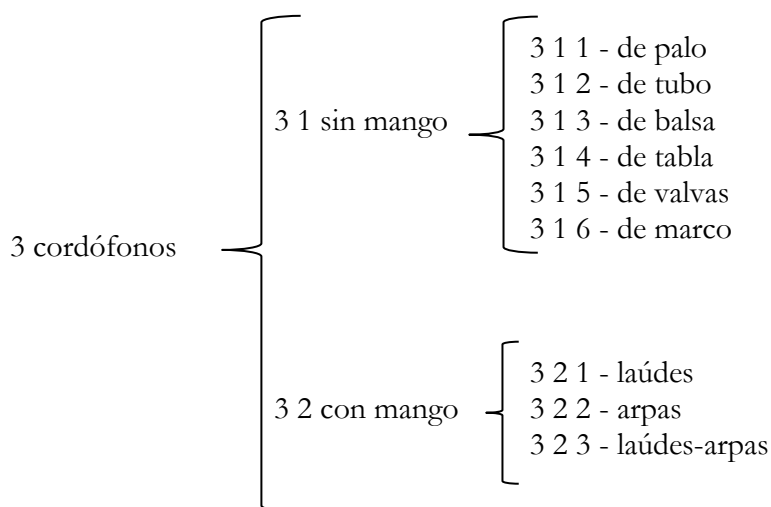 3 cordófonos
3 1 sin mango
3 1 1 - de palo
3 1 2 - de tubo
3 1 3 - de balsa
3 1 4 - de tabla
3 1 5 - de valvas
3 1 6 - de marco
3 2 con mango
3 2 1 - laúdes
3 2 2 - arpas
3 2 3 - laúdes-arpas